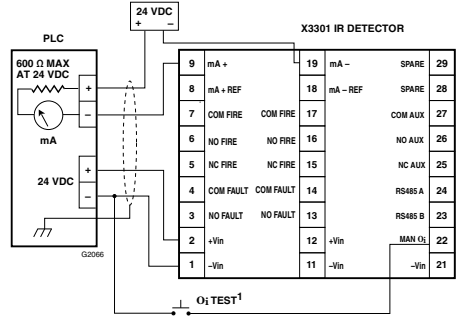 24 VDC
+ −
PLC
X3301 IR DETECTOR
600 Ω MAX
AT 24 VDC
+
−
mA
24 VDC
+
−
G2066
9 mA + 19 mA − SPARE 29
8 mA + REF 18 mA − REF SPARE 28
7 COM FIRE COM FIRE 17 COM AUX 27
6 NO FIRE NO FIRE 16 NO AUX 26
5 NC FIRE NC FIRE 15 NC AUX 25
4 COM FAULT COM FAULT 14 RS485 A 24
3 NO FAULT NO FAULT 13 RS485 B 23
2 +Vin 12 +Vin MAN Oi 22
1 −Vin 11 −Vin −Vin 21
Oi TEST1